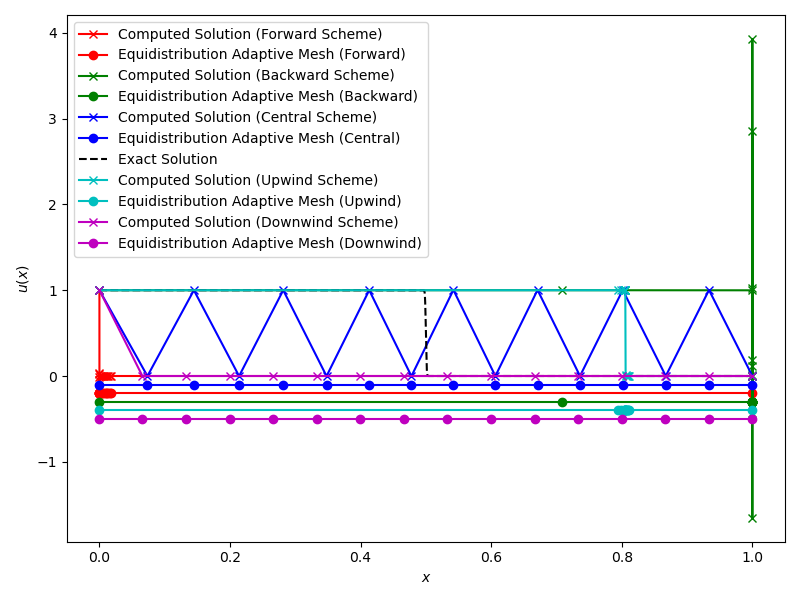 4
3
2
1
0
−1
u(x)
Computed Solution (Forward Scheme)
Equidistribution Adaptive Mesh (Forward)
Computed Solution (Backward Scheme)
Equidistribution Adaptive Mesh (Backward)
Computed Solution (Central Scheme)
Equidistribution Adaptive Mesh (Central)
Exact Solution
Computed Solution (Upwind Scheme)
Equidistribution Adaptive Mesh (Upwind)
Computed Solution (Downwind Scheme)
Equidistribution Adaptive Mesh (Downwind)
0.0 0.2 0.4 0.6 0.8 1.0
x